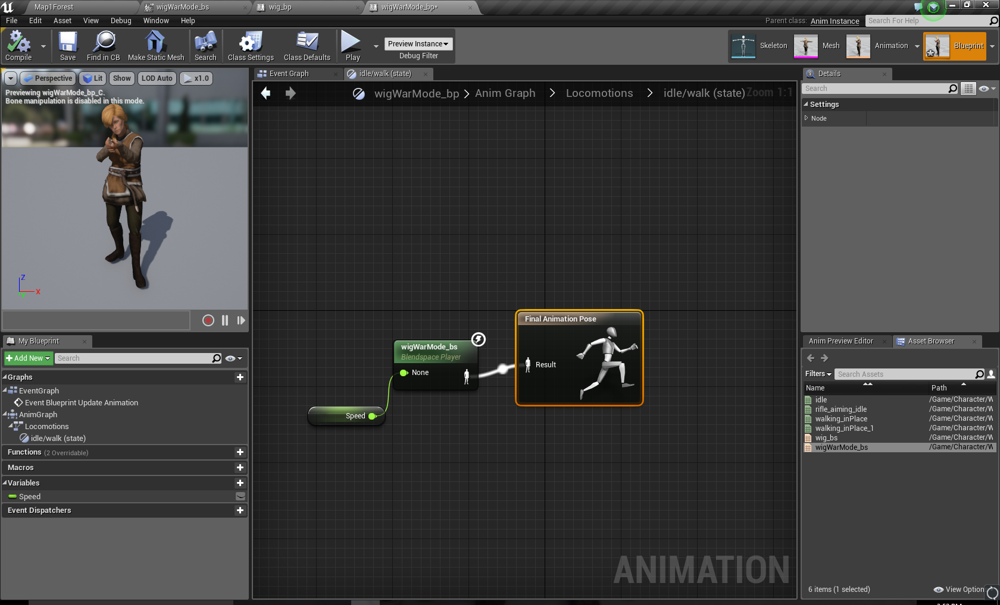 Map1Forest
wigWarMode_bs
wig_bp
wigWarMode_bp*
File Edit Asset View Debug Window Help
Parent class: Anim Instance
Search For Help
Compile
Save
Find in CB
Make Static Mesh
Search
Class Settings
Class Defaults
Play
Preview Instance
Debug Filter
Skeleton
Mesh
Animation
Blueprint
Perspective
Lit
Show
LOD Auto
x1.0
Previewing wigWarMode_bp_C.
Bone manipulation is disabled in this mode.
Z
X
My Blueprint
Add New
Search
Graphs
EventGraph
Event Blueprint Update Animation
AnimGraph
Locomotions
idle/walk (state)
Functions (2 Overridable)
Macros
Variables
Speed
Event Dispatchers
Event Graph
idle/walk (state)
wigWarMode_bp > Anim Graph > Locomotions > idle/walk (state)
Zoom 1:1
wigWarMode_bs
Blendspace Player
None
Speed
Final Animation Pose
Result
ANIMATION
Details
Search
Settings
Node
Anim Preview Editor
Asset Browser
Filters
Search Assets
Name Path
idle /Game/Character/W
rifle_aiming_idle /Game/Character/W
walking_inPlace /Game/Character/W
walking_inPlace_1 /Game/Character/W
wig_bs /Game/Character/W
wigWarMode_bs /Game/Character/W
6 items (1 selected)
View Option